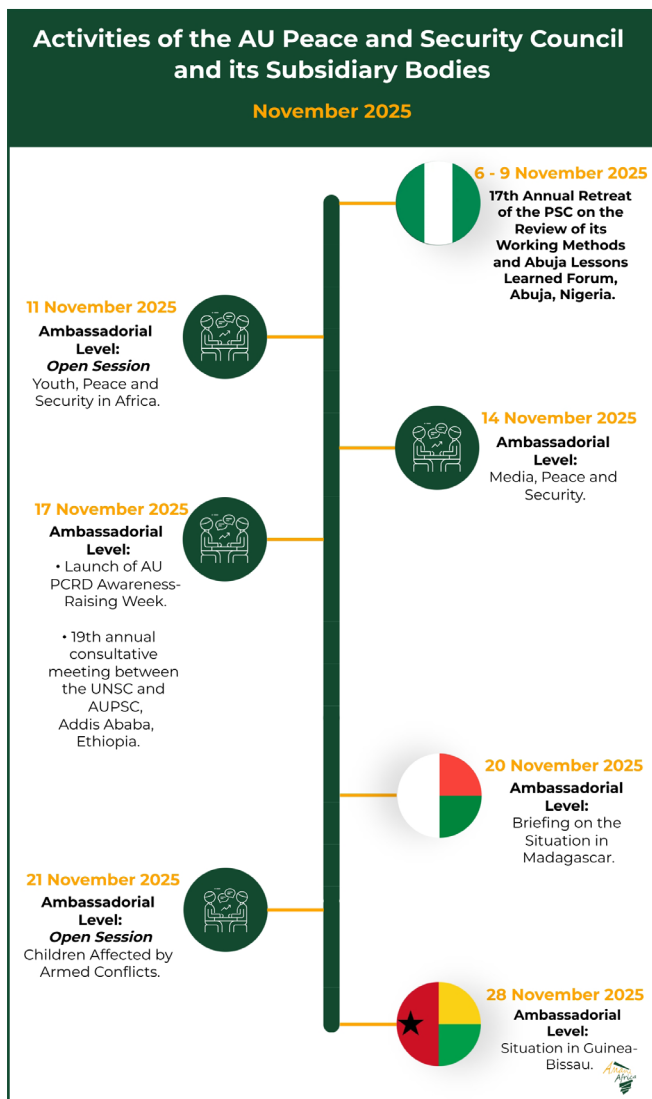 Activities of the AU Peace and Security Council
and its Subsidiary Bodies
November 2025
6 - 9 November 2025
17th Annual Retreat
of the PSC on the
Review of its
Working Methods
and Abuja Lessons
Learned Forum,
Abuja, Nigeria.
11 November 2025
Ambassadorial
Level:
Open Session
Youth, Peace and
Security in Africa.
14 November 2025
Ambassadorial
Level:
Media, Peace and
Security.
17 November 2025
Ambassadorial
Level:
• Launch of AU
PCRD Awareness-
Raising Week.
• 19th annual
consultative
meeting between
the UNSC and
AUPSC,
Addis Ababa,
Ethiopia.
20 November 2025
Ambassadorial
Level:
Briefing on the
Situation in
Madagascar.
21 November 2025
Ambassadorial
Level:
Open Session
Children Affected by
Armed Conflicts.
28 November 2025
Ambassadorial
Level:
Situation in Guinea-
Bissau.
Amani
Africa